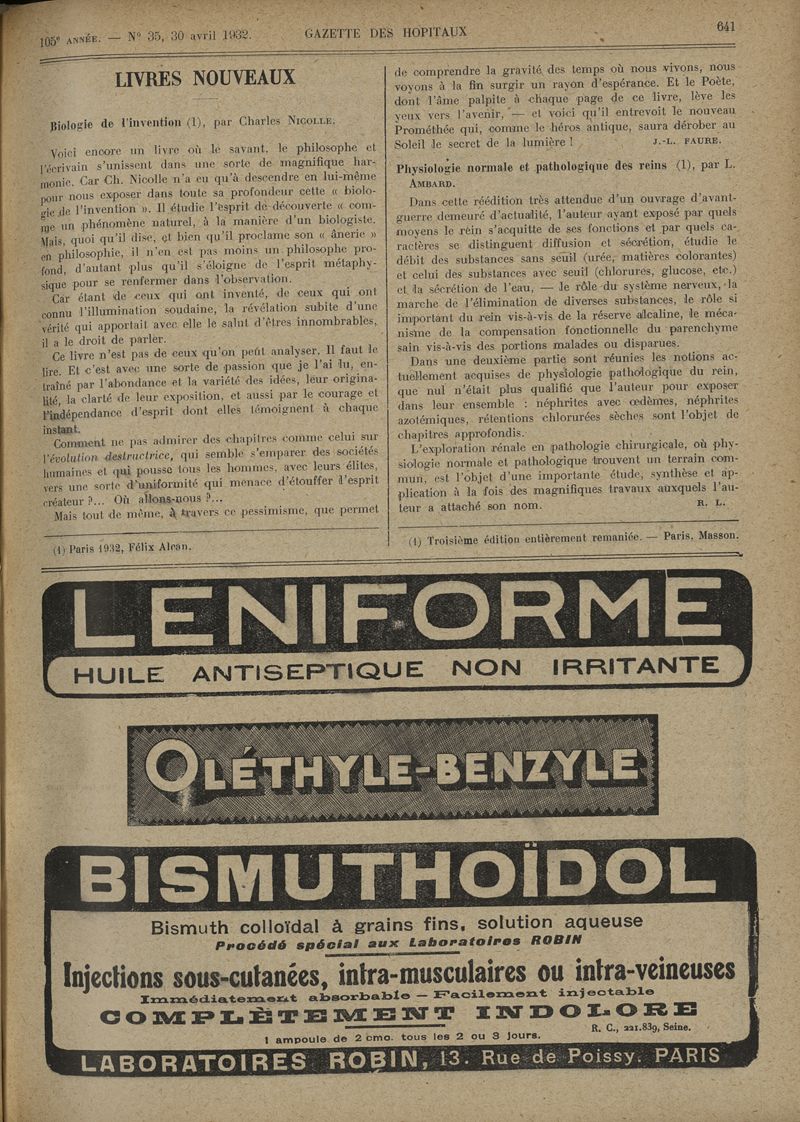 105e ANNÉE. — N° 35, 30 avril 1932.
GAZETTE DES HOPITAUX
641
LIVRES NOUVEAUX
Biologie de l'invention (1), par Charles NICOLLE.
Voici encore un livre où le savant, le philosophe et
l'écrivain s'unissent dans une sorte de magnifique har-
monie. Car Ch. Nicolle n'a eu qu'à descendre en lui-même
pour nous exposer dans toute sa profondeur cette « biolo-
gie de l'invention ». Il étudie l'esprit de découverte « com-
me un phénomène naturel, à la manière d'un biologiste.
Mais, quoi qu'il dise, et bien qu'il proclame son « ânerie »
en philosophie, il n'en est pas moins un philosophe pro-
fond, d'autant plus qu'il s'éloigne de l'esprit métaphy-
sique pour se renfermer dans l'observation.
Car étant de ceux qui ont inventé, de ceux qui ont
connu l'illumination soudaine, la révélation subite d'une
vérité qui apportait avec elle le salut d'êtres innombrables,
il a le droit de parler.
Ce livre n'est pas de ceux qu'on peut analyser. Il faut le
lire. Et c'est avec une sorte de passion que je l'ai lu, en-
traîné par l'abondance et la variété des idées, leur origina-
lité, la clarté de leur exposition, et aussi par le courage et
l'indépendance d'esprit dont elles témoignent à chaque
instant.
Comment ne pas admirer des chapitres comme celui sur
l'évolution destructrice, qui semble s'emparer des sociétés
humaines et qui pousse tous les hommes, avec leurs élites,
vers une sorte d'uniformité qui menace d'étouffer l'esprit
créateur ?... Où allons-nous ?...
Mais tout de même, à travers ce pessimisme, que permet
(1) Paris 1932, Félix Alcan.
de comprendre la gravité des temps où nous vivons, nous
voyons à la fin surgir un rayon d'espérance. Et le Poète,
dont l'âme palpite à chaque page de ce livre, lève les
yeux vers l'avenir, — et voici qu'il entrevoit le nouveau
Prométhée qui, comme le héros antique, saura dérober au
Soleil le secret de la lumière ! J.-L. FAURE.
Physiologie normale et pathologique des reins (1), par L.
AMBARD.
Dans cette réédition très attendue d'un ouvrage d'avant-
guerre demeuré d'actualité, l'auteur ayant exposé par quels
moyens le rein s'acquitte de ses fonctions et par quels ca-
ractères se distinguent diffusion et sécrétion, étudie le
débit des substances sans seuil (urée, matières colorantes)
et celui des substances avec seuil (chlorures, glucose, etc.)
et la sécrétion de l'eau, — le rôle du système nerveux, la
marche de l'élimination de diverses substances, le rôle si
important du rein vis-à-vis de la réserve alcaline, le méca-
nisme de la compensation fonctionnelle du parenchyme
sain vis-à-vis des portions malades ou disparues.
Dans une deuxième partie sont réunies les notions ac-
tuellement acquises de physiologie pathologique du rein,
que nul n'était plus qualifié que l'auteur pour exposer
dans leur ensemble : néphrites avec œdèmes, néphrites
azotémiques, rétentions chlorurées sèches sont l'objet de
chapitres approfondis.
L'exploration rénale en pathologie chirurgicale, où phy-
siologie normale et pathologique trouvent un terrain com-
mun, est l'objet d'une importante étude, synthèse et ap-
plication à la fois des magnifiques travaux auxquels l'au-
teur a attaché son nom. R. L.
(1) Troisième édition entièrement remaniée. — Paris, Masson.
LENIFORME
HUILE ANTISEPTIQUE NON IRRITANTE
OLÉTHYLE-BENZYLE
BISMUTHOÏDOL
Bismuth colloïdal à grains fins, solution aqueuse
Procédé spécial aux Laboratoires ROBIN
Injections sous-cutanées, intra-musculaires ou intra-veineuses
Immédiatement absorbable — Facilement injectable
COMPLÈTEMENT INDOLORE
R. C., 221.839, Seine.
1 ampoule de 2 cmc. tous les 2 ou 3 jours.
LABORATOIRES ROBIN, 13. Rue de Poissy. PARIS